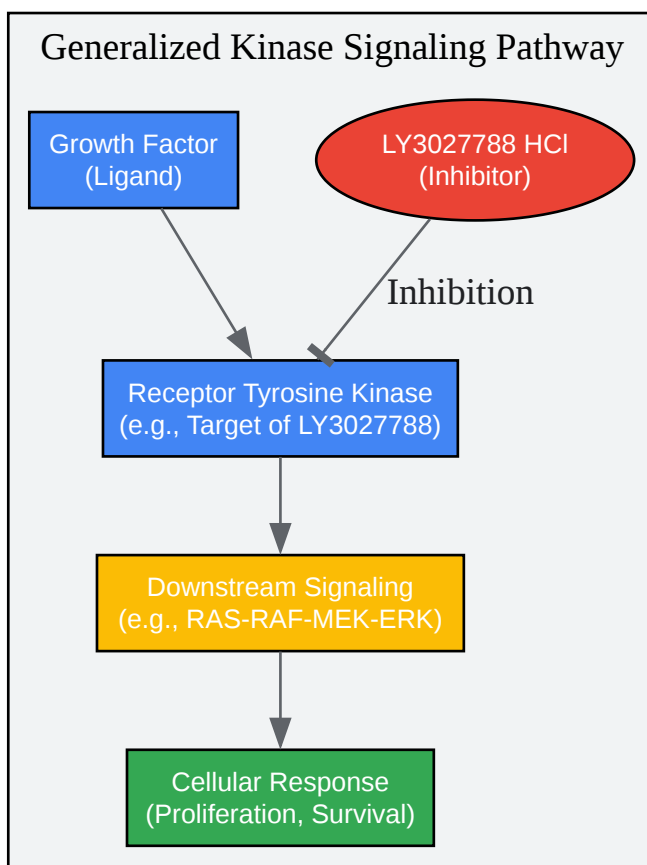 Generalized Kinase Signaling Pathway
Growth Factor
(Ligand)
LY3027788 HCl
(Inhibitor)
Inhibition
Receptor Tyrosine Kinase
(e.g., Target of LY3027788)
Downstream Signaling
(e.g., RAS-RAF-MEK-ERK)
Cellular Response
(Proliferation, Survival)